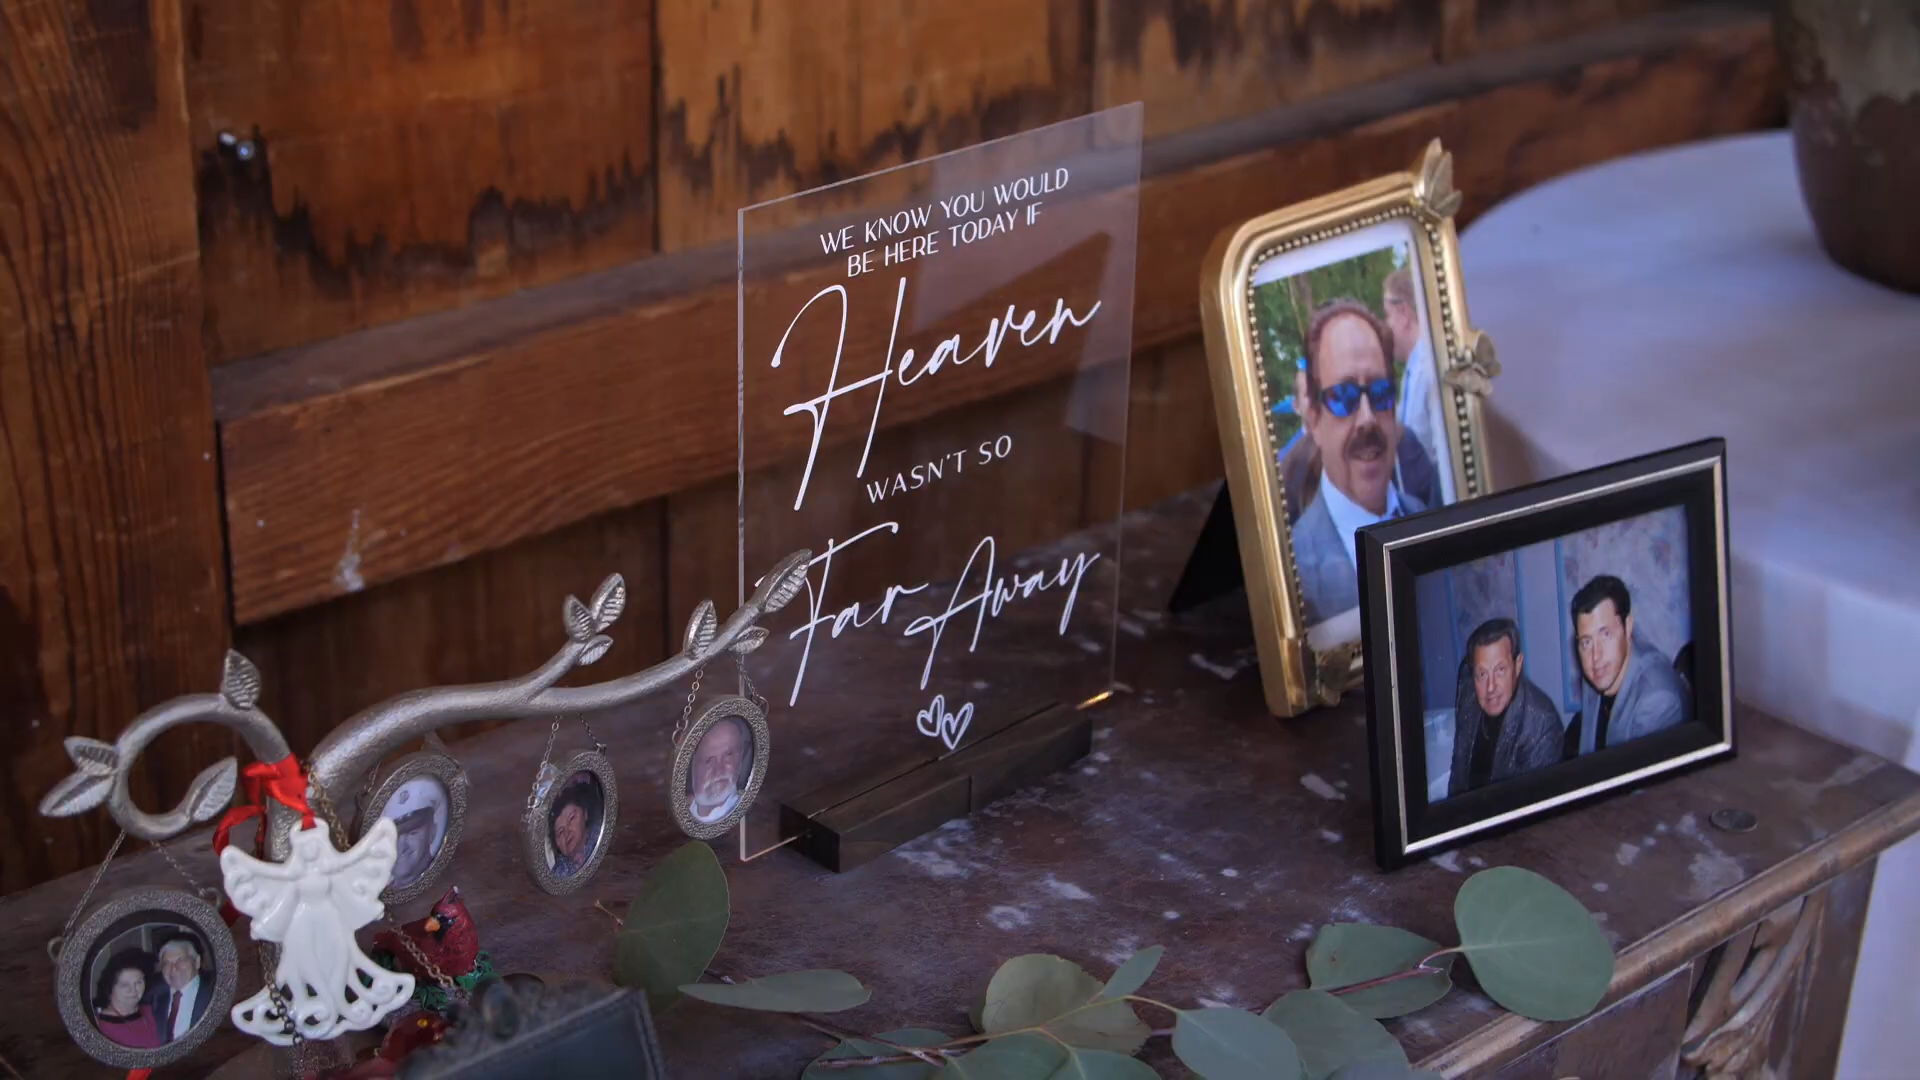 WE KNOW YOU WOULD
BE HERE TODAY IF
Heaven
WASN'T SO
Far Away